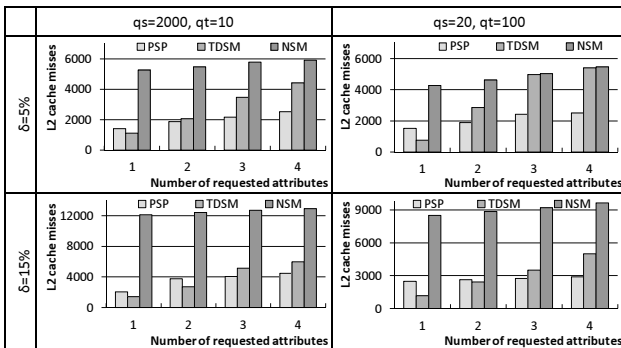 qs=2000, qt=10
qs=20, qt=100
δ=5%
L2 cache misses
6000
4000
2000
0
PSP TDSM NSM
1 2 3 4
Number of requested attributes
L2 cache misses
6000
4000
2000
0
PSP TDSM NSM
1 2 3 4
Number of requested attributes
δ=15%
L2 cache misses
12000
8000
4000
0
PSP TDSM NSM
1 2 3 4
Number of requested attributes
L2 cache misses
9000
6000
3000
0
PSP TDSM NSM
1 2 3 4
Number of requested attributes